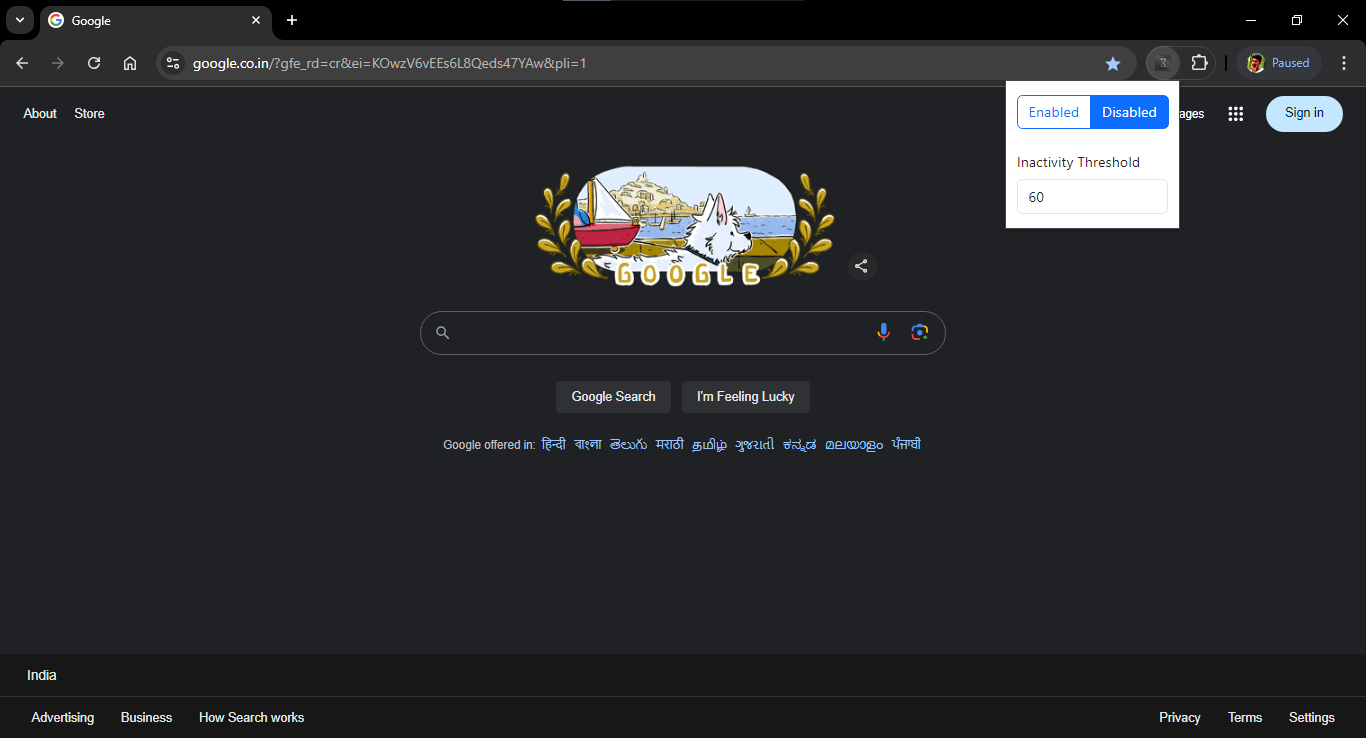 Google
google.co.in/?gfe_rd=cr&ei=KOwzV6vEEs6L8Qeds47YAw&pli=1
Paused
About Store
ages
Sign in
Enabled Disabled
Inactivity Threshold
60
GOOGLE
Google Search I'm Feeling Lucky
Google offered in: हिन्दी বাংলা తెలుగు मराठी தமிழ் ગુજરાતી ಕನ್ನಡ മലയാളം ਪੰਜਾਬੀ
India
Advertising Business How Search works
Privacy Terms Settings